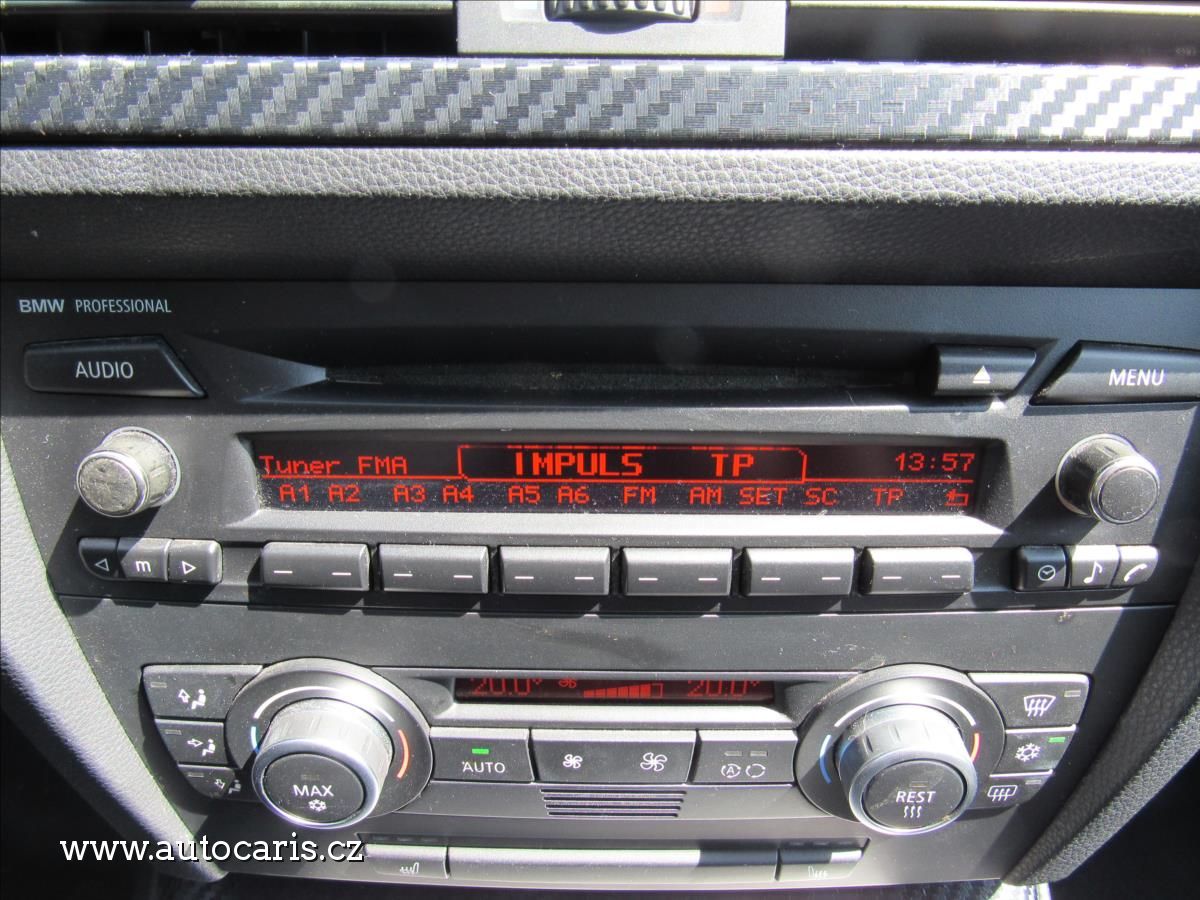 BMW PROFESSIONAL
AUDIO
MENU
Tuner FMA IMPULS TP 13:57
A1 A2 A3 A4 A5 A6 FM AM SET SC TP
m
20.0° 20.0°
AUTO
A
MAX
REST
www.autocaris.cz